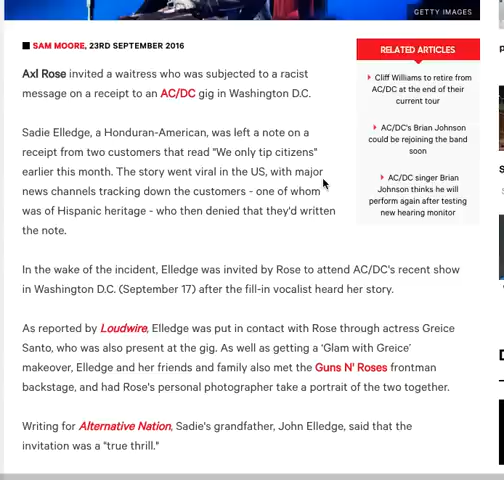 GETTY IMAGES
SAM MOORE, 23RD SEPTEMBER 2016
Axl Rose invited a waitress who was subjected to a racist
message on a receipt to an AC/DC gig in Washington D.C.
Sadie Elledge, a Honduran-American, was left a note on a
receipt from two customers that read "We only tip citizens"
earlier this month. The story went viral in the US, with major
news channels tracking down the customers - one of whom
was of Hispanic heritage - who then denied that they'd written
the note.
In the wake of the incident, Elledge was invited by Rose to attend AC/DC's recent show
in Washington D.C. (September 17) after the fill-in vocalist heard her story.
As reported by Loudwire, Elledge was put in contact with Rose through actress Greice
Santo, who was also present at the gig. As well as getting a 'Glam with Greice'
makeover, Elledge and her friends and family also met the Guns N' Roses frontman
backstage, and had Rose's personal photographer take a portrait of the two together.
Writing for Alternative Nation, Sadie's grandfather, John Elledge, said that the
invitation was a "true thrill."
RELATED ARTICLES
Cliff Williams to retire from
AC/DC at the end of their
current tour
AC/DC's Brian Johnson
could be rejoining the band
soon
AC/DC singer Brian
Johnson thinks he will
perform again after testing
new hearing monitor